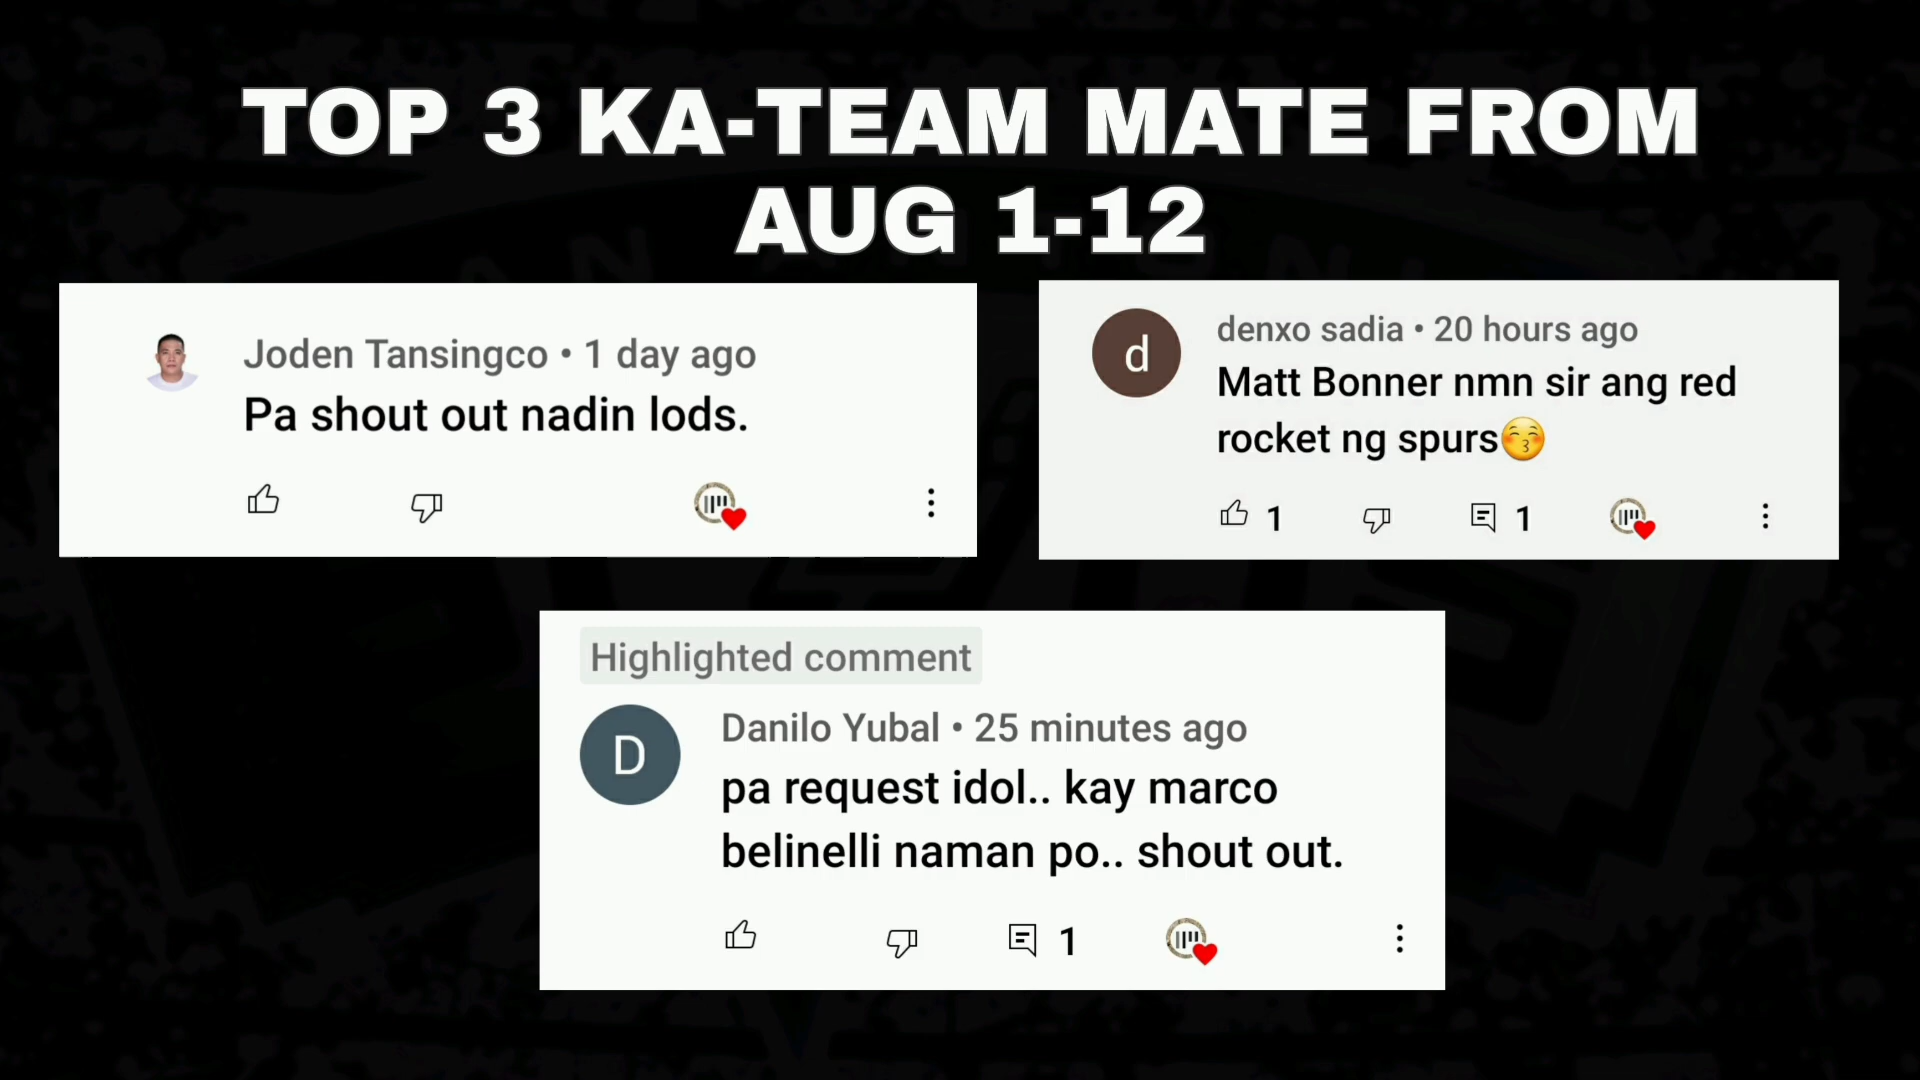 TOP 3 KA-TEAM MATE FROM
AUG 1-12
Joden Tansingco • 1 day ago
Pa shout out nadin lods.
d
denxo sadia • 20 hours ago
Matt Bonner nmn sir ang red
rocket ng spurs😚
1
1
Highlighted comment
D
Danilo Yubal • 25 minutes ago
pa request idol.. kay marco
belinelli naman po.. shout out.
1